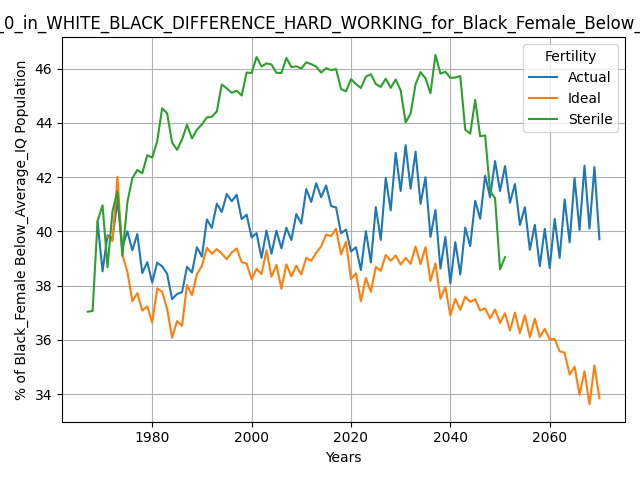 _0_in_WHITE_BLACK_DIFFERENCE_HARD_WORKING_for_Black_Female_Below_
% of Black_Female Below_Average_IQ Population
46
44
42
40
38
36
34
Fertility
Actual
Ideal
Sterile
1980
2000
2020
2040
2060
Years